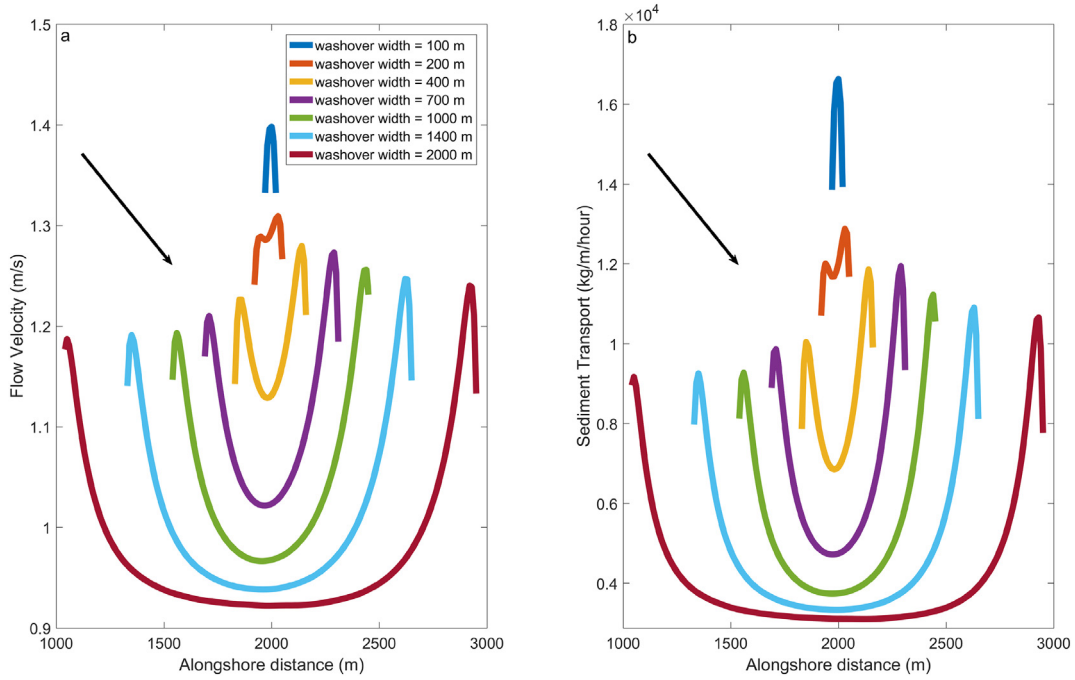 a
1.5
1.4
1.3
1.2
1.1
1
0.9
Flow Velocity (m/s)
washover width = 100 m
washover width = 200 m
washover width = 400 m
washover width = 700 m
washover width = 1000 m
washover width = 1400 m
washover width = 2000 m
1000 1500 2000 2500 3000
Alongshore distance (m)
×10⁴
b
1.8
1.6
1.4
1.2
1
0.8
0.6
0.4
Sediment Transport (kg/m/hour)
1000 1500 2000 2500 3000
Alongshore distance (m)